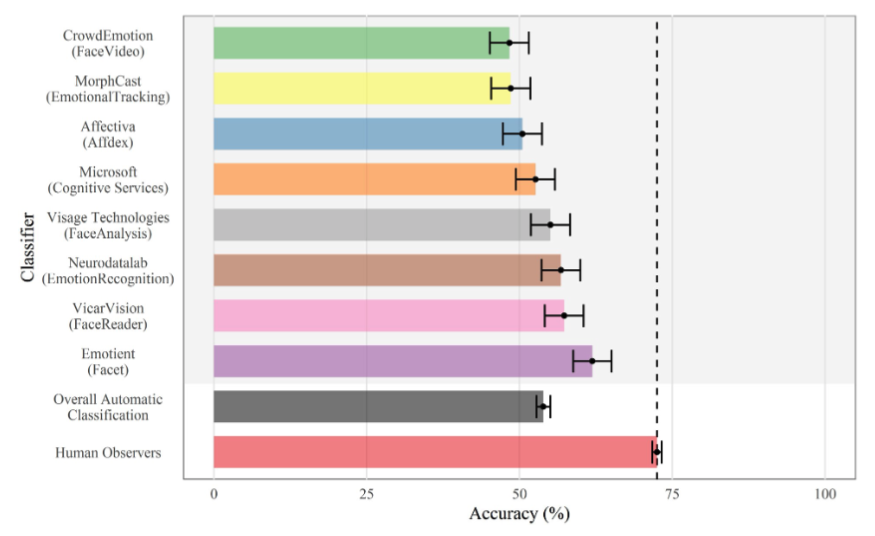 CrowdEmotion
(FaceVideo)
MorphCast
(EmotionalTracking)
Affectiva
(Affdex)
Microsoft
(Cognitive Services)
Visage Technologies
(FaceAnalysis)
Neurodatalab
(EmotionRecognition)
VicarVision
(FaceReader)
Emotient
(Facet)
Overall Automatic
Classification
Human Observers
Classifier
0 25 50 75 100
Accuracy (%)